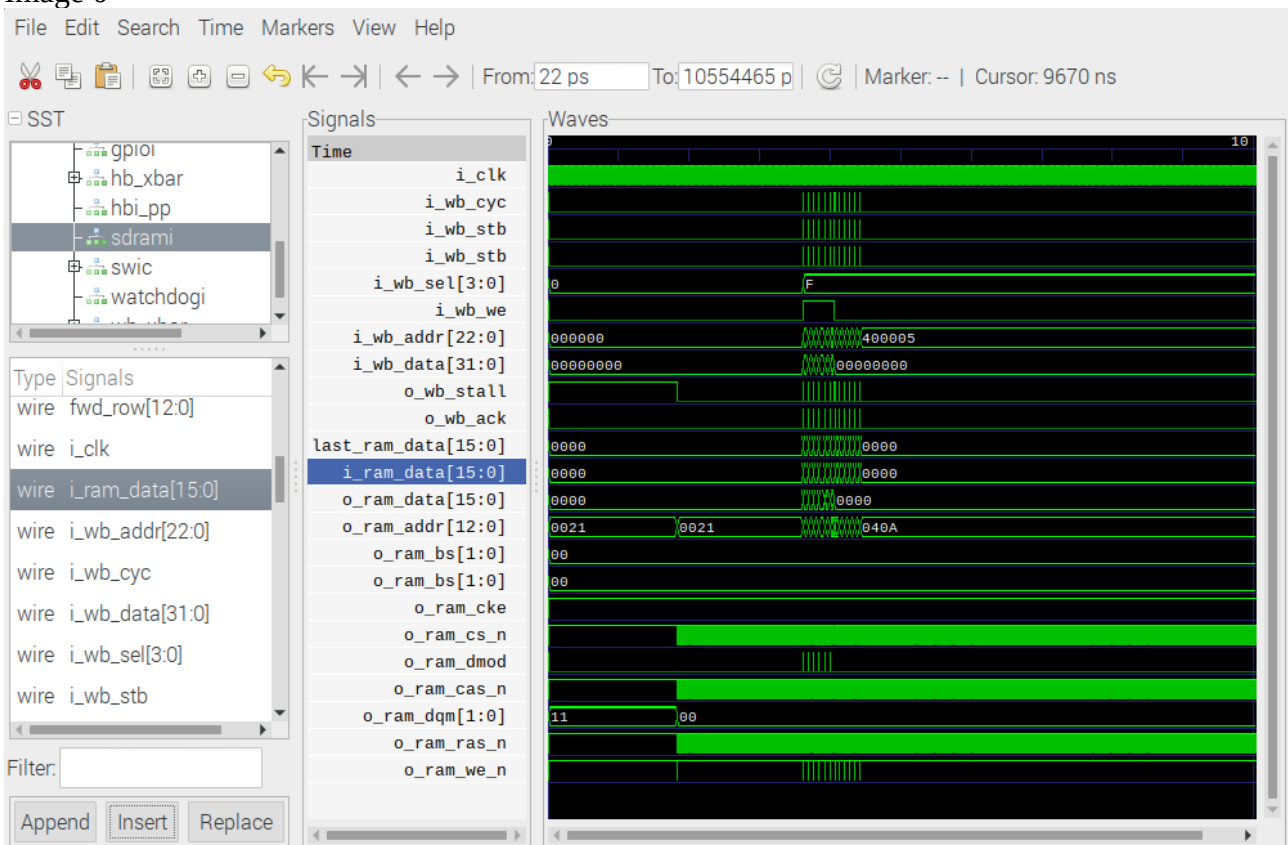 File Edit Search Time Markers View Help
From: 22 ps To: 10554465 p Marker: -- | Cursor: 9670 ns
SST
gpioi
hb_xbar
hbi_pp
sdrami
swic
watchdogi
Type Signals
wire fwd_row[12:0]
wire i_clk
wire i_ram_data[15:0]
wire i_wb_addr[22:0]
wire i_wb_cyc
wire i_wb_data[31:0]
wire i_wb_sel[3:0]
wire i_wb_stb
Filter:
Append Insert Replace
Signals
Time
i_clk
i_wb_cyc
i_wb_stb
i_wb_stb
i_wb_sel[3:0]
i_wb_we
i_wb_addr[22:0]
i_wb_data[31:0]
o_wb_stall
o_wb_ack
last_ram_data[15:0]
i_ram_data[15:0]
o_ram_data[15:0]
o_ram_addr[12:0]
o_ram_bs[1:0]
o_ram_bs[1:0]
o_ram_cke
o_ram_cs_n
o_ram_dmod
o_ram_cas_n
o_ram_dqm[1:0]
o_ram_ras_n
o_ram_we_n
Waves
10
0 F
000000 400005
00000000 00000000
0000 0000
0000 0000
0000 0000
0021 0021 040A
00
00
11 00